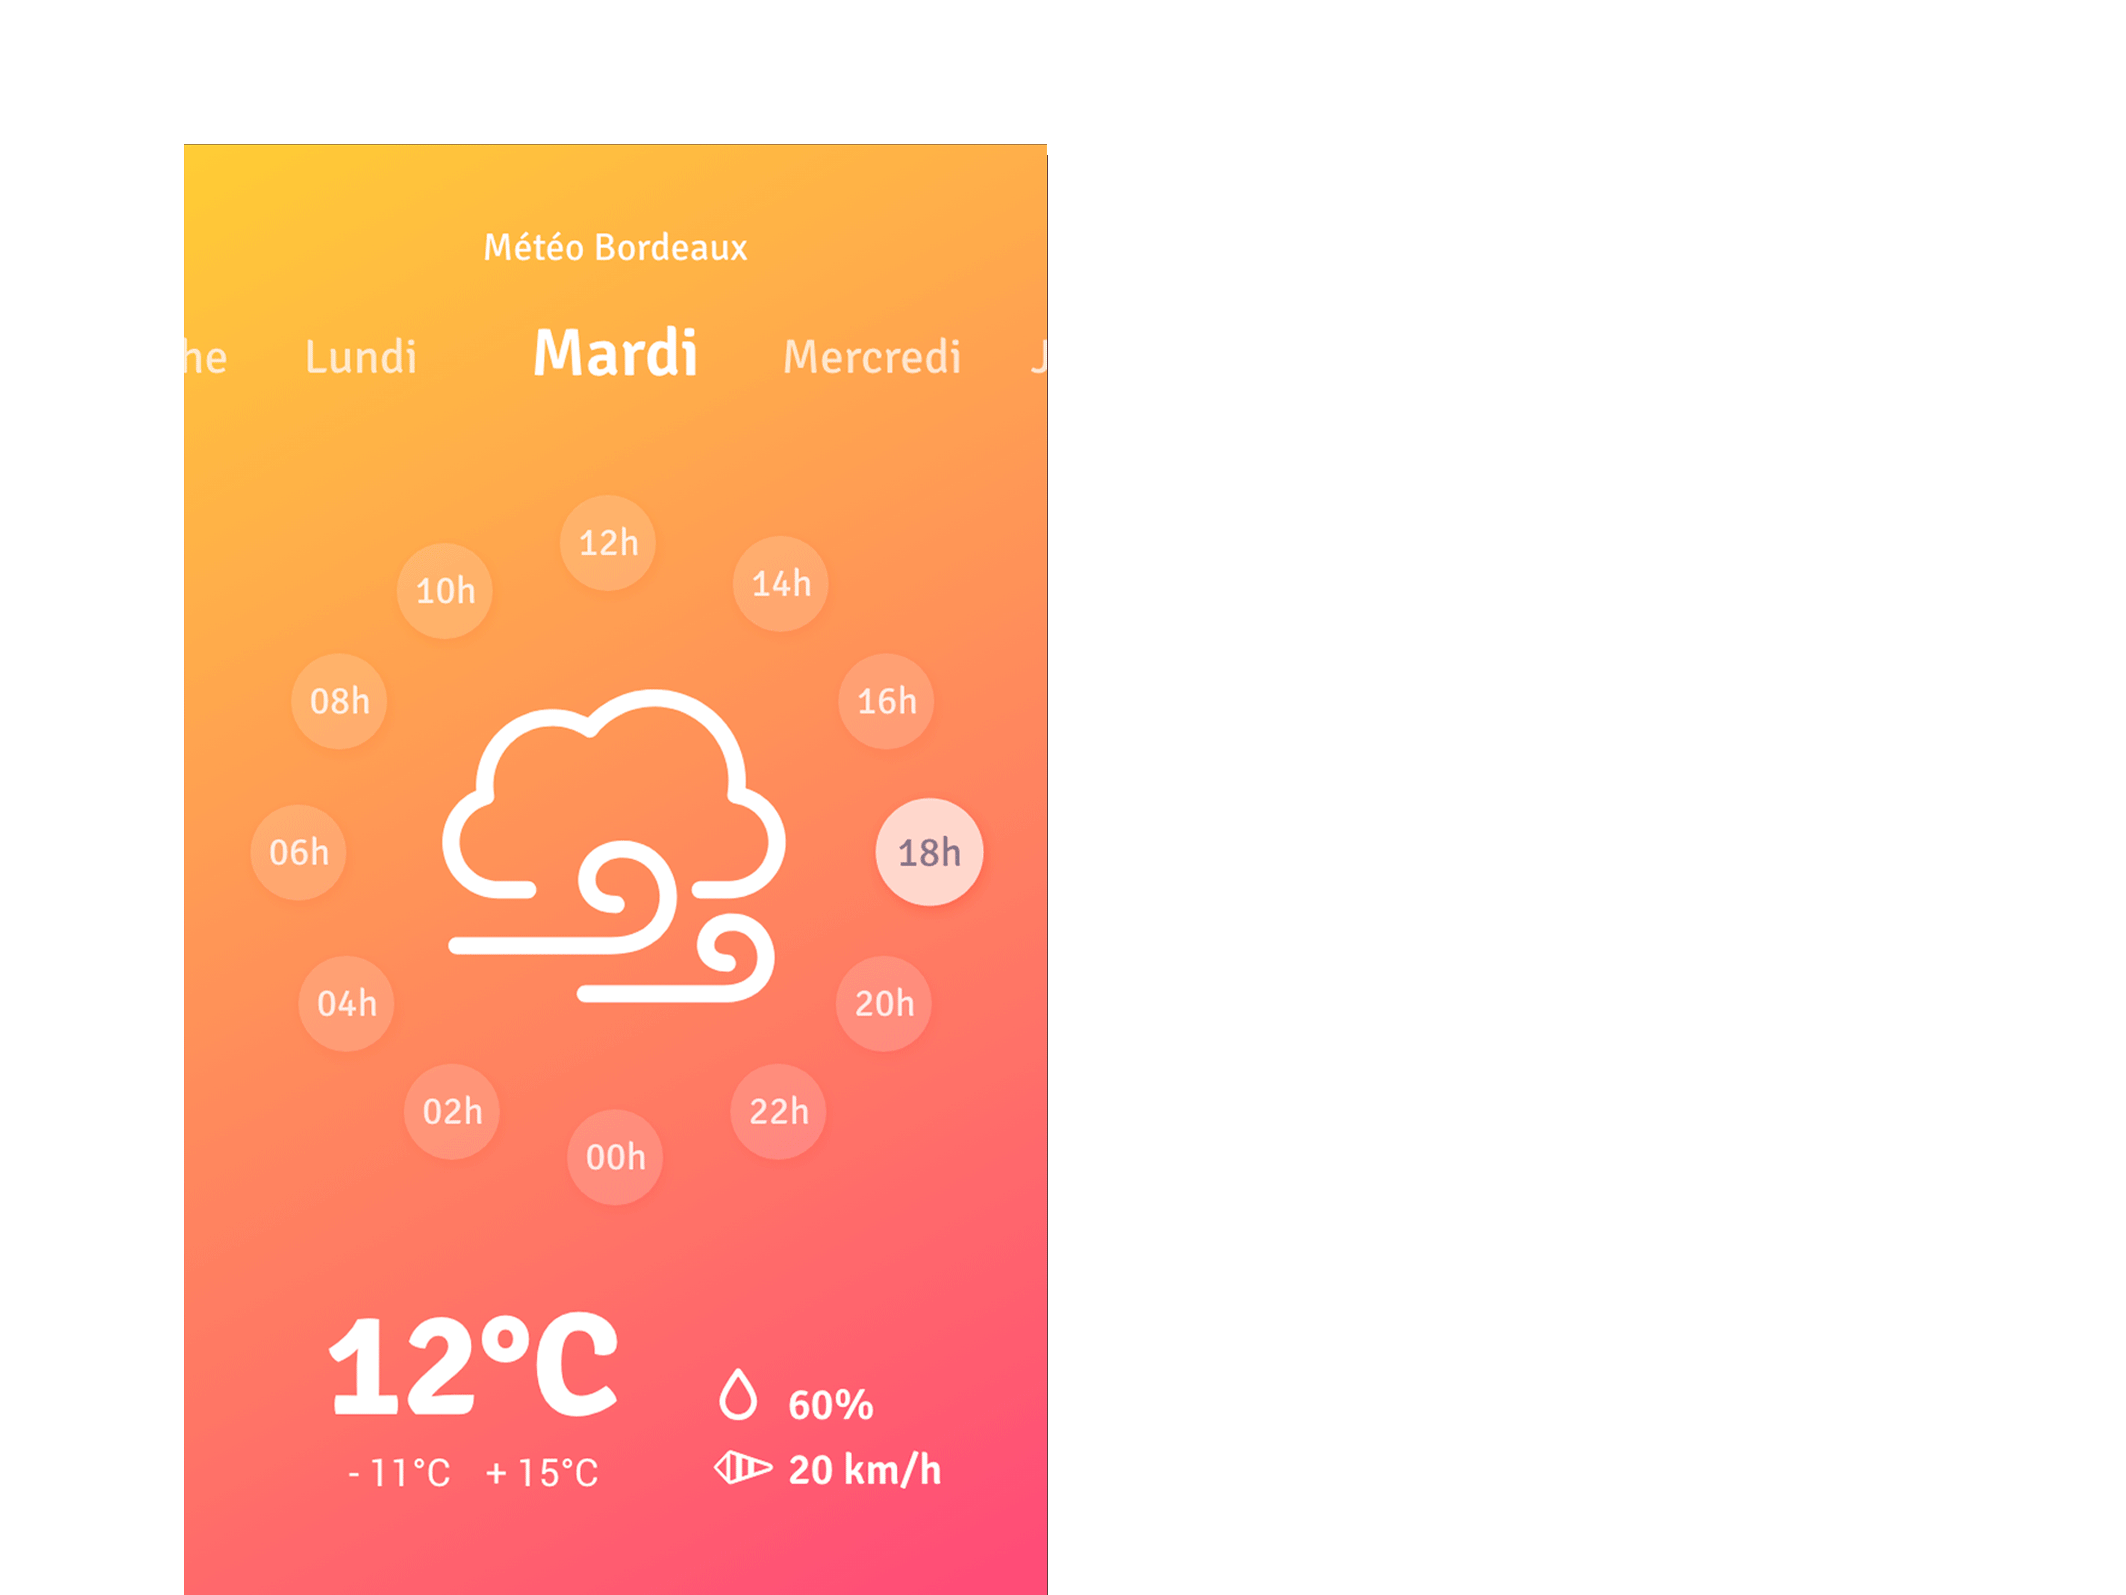 Météo Bordeaux
he Lundi Mardi Mercredi J
12h
10h
14h
08h
16h
06h
18h
04h
20h
02h
22h
00h
12°C
60%
- 11°C + 15°C
20 km/h